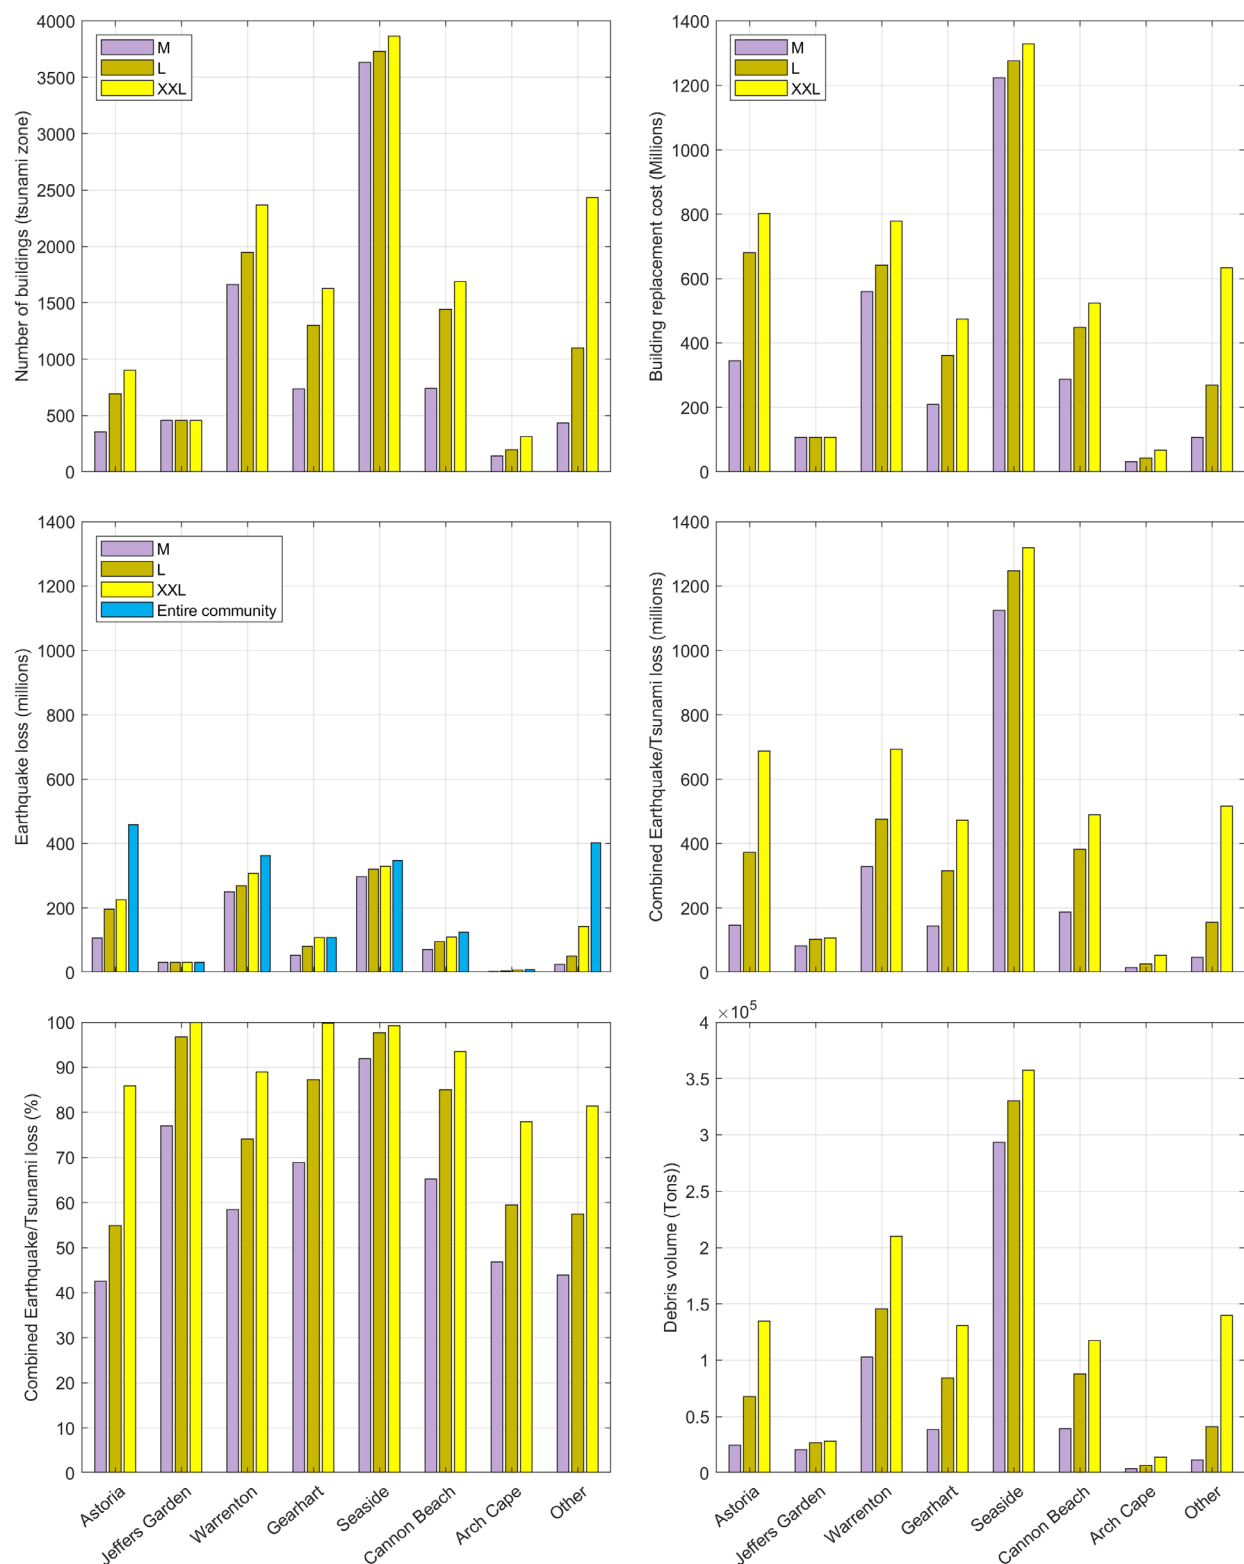 Number of buildings (tsunami zone)
4000
3500
3000
2500
2000
1500
1000
500
0
M
L
XXL
Building replacement cost (Millions)
1400
1200
1000
800
600
400
200
0
M
L
XXL
Earthquake loss (millions)
1400
1200
1000
800
600
400
200
0
M
L
XXL
Entire community
Combined Earthquake/Tsunami loss (millions)
1400
1200
1000
800
600
400
200
0
Combined Earthquake/Tsunami loss (%)
100
90
80
70
60
50
40
30
20
10
0
Astoria
Jeffers Garden
Warrenton
Gearhart
Seaside
Cannon Beach
Arch Cape
Other
Debris volume (Tons))
×10⁵
4
3.5
3
2.5
2
1.5
1
0.5
0
Astoria
Jeffers Garden
Warrenton
Gearhart
Seaside
Cannon Beach
Arch Cape
Other